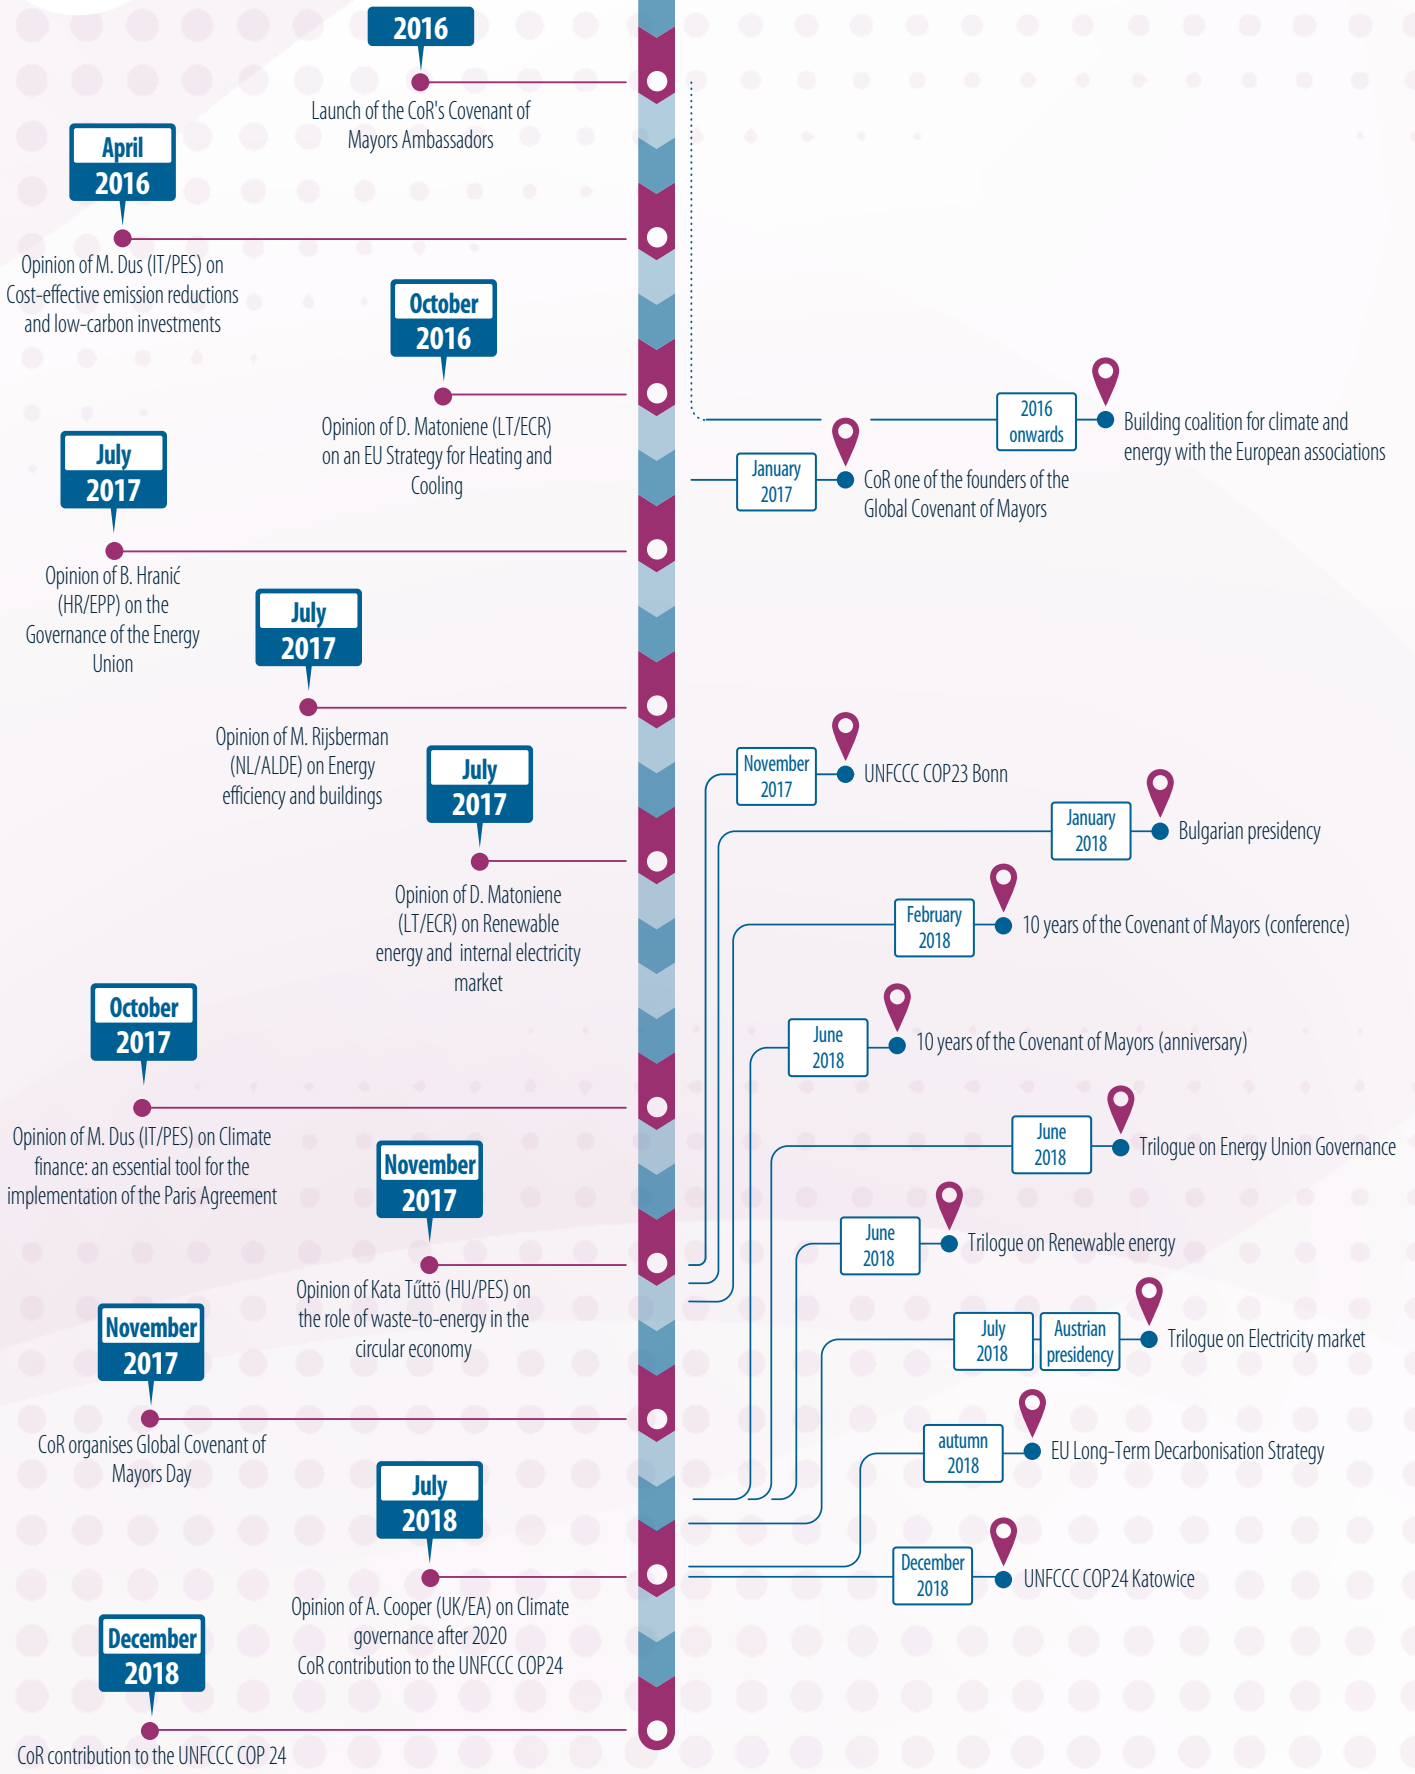 2016
Launch of the CoR's Covenant of
Mayors Ambassadors
April
2016
Opinion of M. Dus (IT/PES) on
Cost-effective emission reductions
and low-carbon investments
October
2016
Opinion of D. Matoniene (LT/ECR)
on an EU Strategy for Heating and
Cooling
July
2017
Opinion of B. Hranić
(HR/EPP) on the
Governance of the Energy
Union
July
2017
Opinion of M. Rijsberman
(NL/ALDE) on Energy
efficiency and buildings
July
2017
Opinion of D. Matoniene
(LT/ECR) on Renewable
energy and internal electricity
market
October
2017
Opinion of M. Dus (IT/PES) on Climate
finance: an essential tool for the
implementation of the Paris Agreement
November
2017
Opinion of Kata Tűttö (HU/PES) on
the role of waste-to-energy in the
circular economy
November
2017
CoR organises Global Covenant of
Mayors Day
July
2018
Opinion of A. Cooper (UK/EA) on Climate
governance after 2020
CoR contribution to the UNFCCC COP24
December
2018
CoR contribution to the UNFCCC COP 24
2016
onwards
Building coalition for climate and
energy with the European associations
January
2017
CoR one of the founders of the
Global Covenant of Mayors
November
2017
UNFCCC COP23 Bonn
January
2018
Bulgarian presidency
February
2018
10 years of the Covenant of Mayors (conference)
June
2018
10 years of the Covenant of Mayors (anniversary)
June
2018
Trilogue on Energy Union Governance
June
2018
Trilogue on Renewable energy
July
2018
Austrian
presidency
Trilogue on Electricity market
autumn
2018
EU Long-Term Decarbonisation Strategy
December
2018
UNFCCC COP24 Katowice